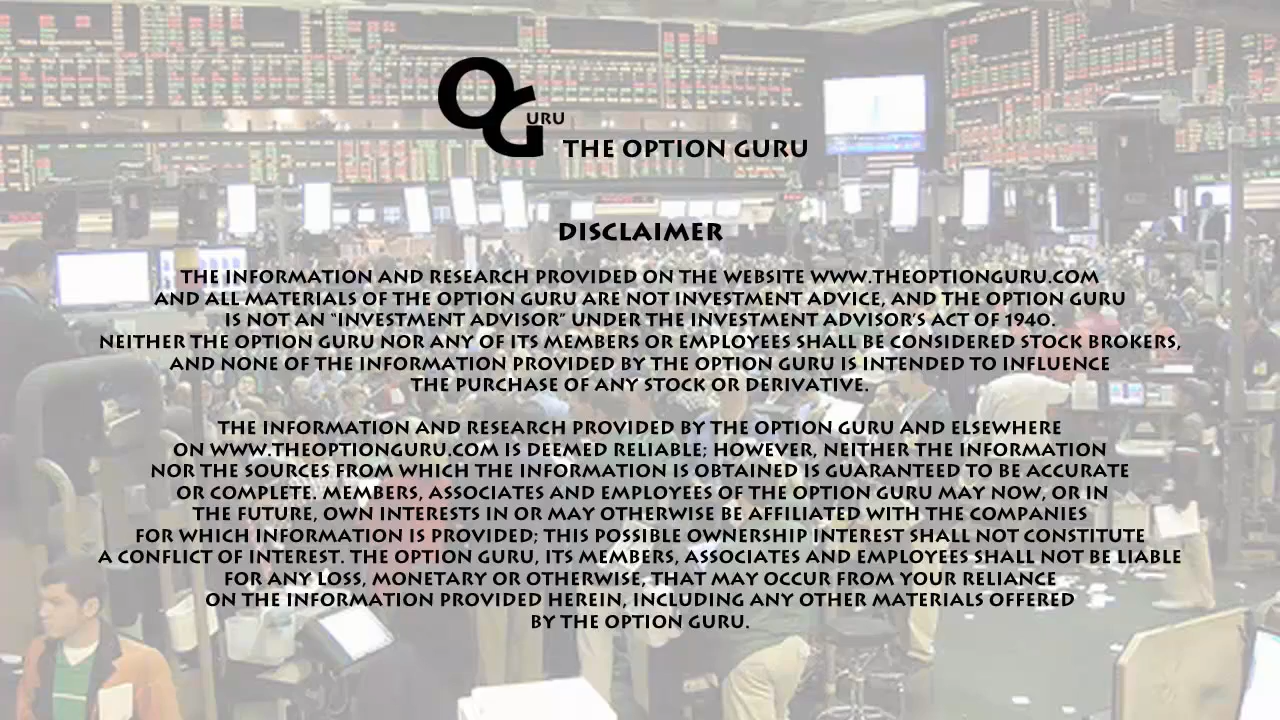 OG
URU
THE OPTION GURU
DISCLAIMER
THE INFORMATION AND RESEARCH PROVIDED ON THE WEBSITE WWW.THEOPTIONGURU.COM
AND ALL MATERIALS OF THE OPTION GURU ARE NOT INVESTMENT ADVICE, AND THE OPTION GURU
IS NOT AN “INVESTMENT ADVISOR” UNDER THE INVESTMENT ADVISOR'S ACT OF 1940.
NEITHER THE OPTION GURU NOR ANY OF ITS MEMBERS OR EMPLOYEES SHALL BE CONSIDERED STOCK BROKERS,
AND NONE OF THE INFORMATION PROVIDED BY THE OPTION GURU IS INTENDED TO INFLUENCE
THE PURCHASE OF ANY STOCK OR DERIVATIVE.
THE INFORMATION AND RESEARCH PROVIDED BY THE OPTION GURU AND ELSEWHERE
ON WWW.THEOPTIONGURU.COM IS DEEMED RELIABLE; HOWEVER, NEITHER THE INFORMATION
NOR THE SOURCES FROM WHICH THE INFORMATION IS OBTAINED IS GUARANTEED TO BE ACCURATE
OR COMPLETE. MEMBERS, ASSOCIATES AND EMPLOYEES OF THE OPTION GURU MAY NOW, OR IN
THE FUTURE, OWN INTERESTS IN OR MAY OTHERWISE BE AFFILIATED WITH THE COMPANIES
FOR WHICH INFORMATION IS PROVIDED; THIS POSSIBLE OWNERSHIP INTEREST SHALL NOT CONSTITUTE
A CONFLICT OF INTEREST. THE OPTION GURU, ITS MEMBERS, ASSOCIATES AND EMPLOYEES SHALL NOT BE LIABLE
FOR ANY LOSS, MONETARY OR OTHERWISE, THAT MAY OCCUR FROM YOUR RELIANCE
ON THE INFORMATION PROVIDED HEREIN, INCLUDING ANY OTHER MATERIALS OFFERED
BY THE OPTION GURU.